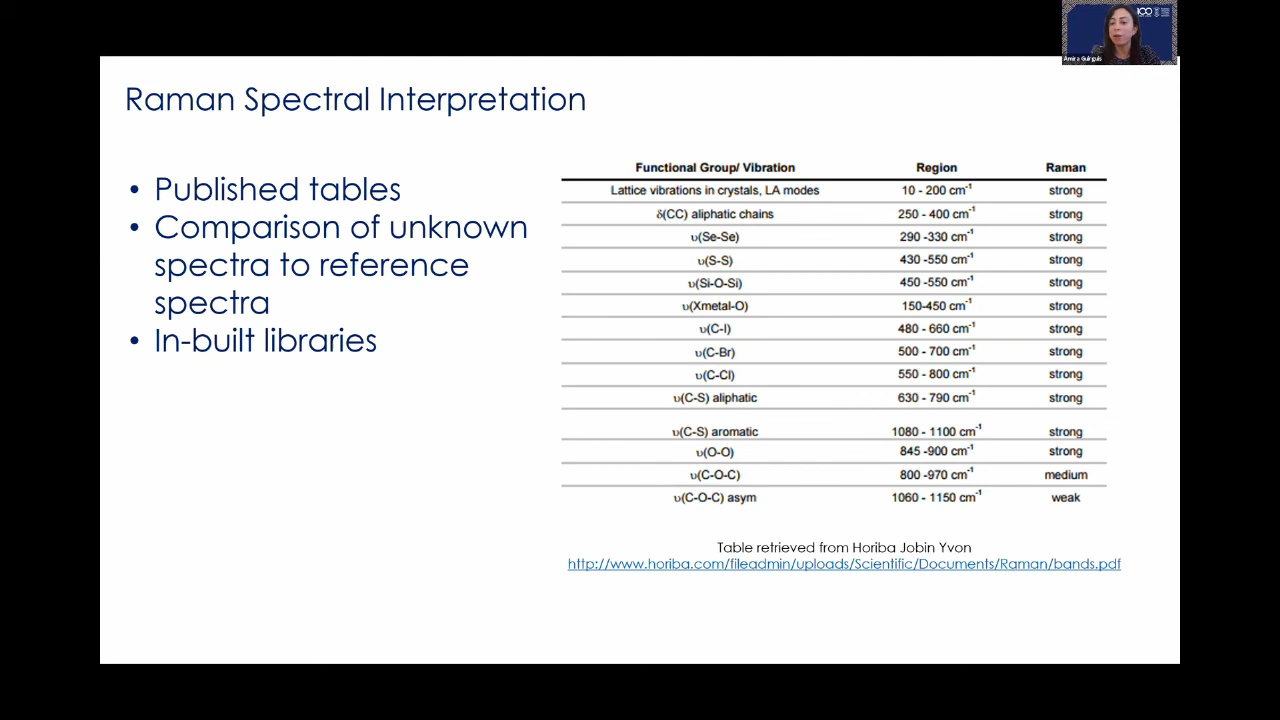 100
Amira Guirguis
Raman Spectral Interpretation
• Published tables
• Comparison of unknown
spectra to reference
spectra
• In-built libraries
Functional Group/ Vibration Region Raman
Lattice vibrations in crystals, LA modes 10 - 200 cm⁻¹ strong
δ(CC) aliphatic chains 250 - 400 cm⁻¹ strong
υ(Se-Se) 290 -330 cm⁻¹ strong
υ(S-S) 430 -550 cm⁻¹ strong
υ(Si-O-Si) 450 -550 cm⁻¹ strong
υ(Xmetal-O) 150-450 cm⁻¹ strong
υ(C-I) 480 - 660 cm⁻¹ strong
υ(C-Br) 500 - 700 cm⁻¹ strong
υ(C-Cl) 550 - 800 cm⁻¹ strong
υ(C-S) aliphatic 630 - 790 cm⁻¹ strong
υ(C-S) aromatic 1080 - 1100 cm⁻¹ strong
υ(O-O) 845 -900 cm⁻¹ strong
υ(C-O-C) 800 -970 cm⁻¹ medium
υ(C-O-C) asym 1060 - 1150 cm⁻¹ weak
Table retrieved from Horiba Jobin Yvon
http://www.horiba.com/fileadmin/uploads/Scientific/Documents/Raman/bands.pdf